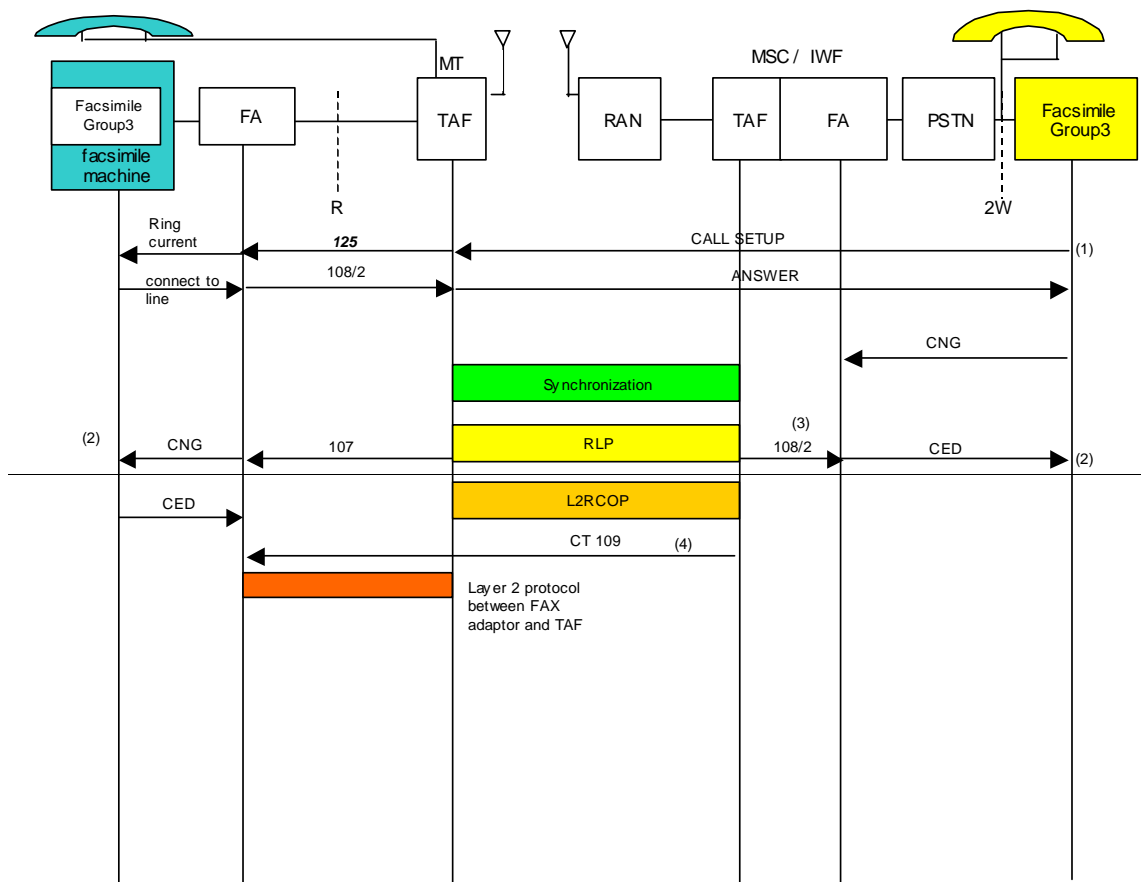 MT
MSC / IWF
Facsimile
Group3
facsimile
machine
FA
TAF
RAN
TAF
FA
PSTN
Facsimile
Group3
R
2W
Ring
current
125
CALL SETUP
(1)
connect to
line
108/2
ANSWER
CNG
Synchronization
(2)
CNG
107
RLP
(3)
108/2
CED
(2)
CED
L2RCOP
CT 109
(4)
Layer 2 protocol
between FAX
adaptor and TAF